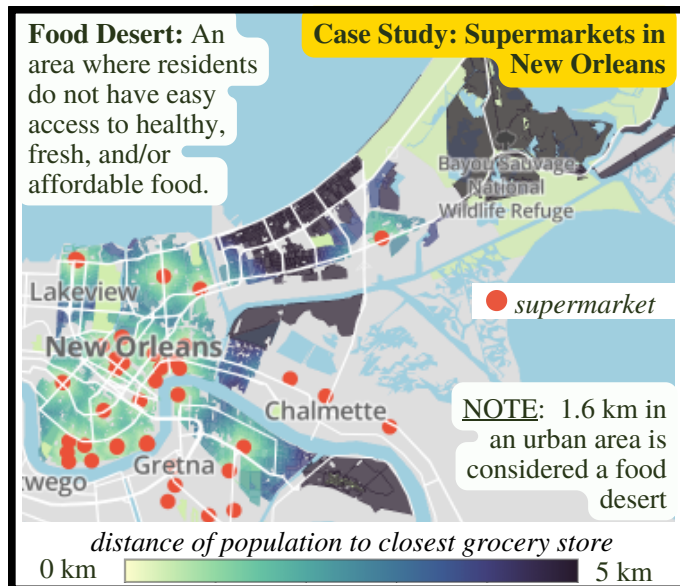 Food Desert: An
area where residents
do not have easy
access to healthy,
fresh, and/or
affordable food.
Case Study: Supermarkets in
New Orleans
Bayou Sauvage
National
Wildlife Refuge
Lakeview
supermarket
New Orleans
Chalmette
NOTE: 1.6 km in
an urban area is
considered a food
desert
Gretna
wego
distance of population to closest grocery store
0 km
5 km